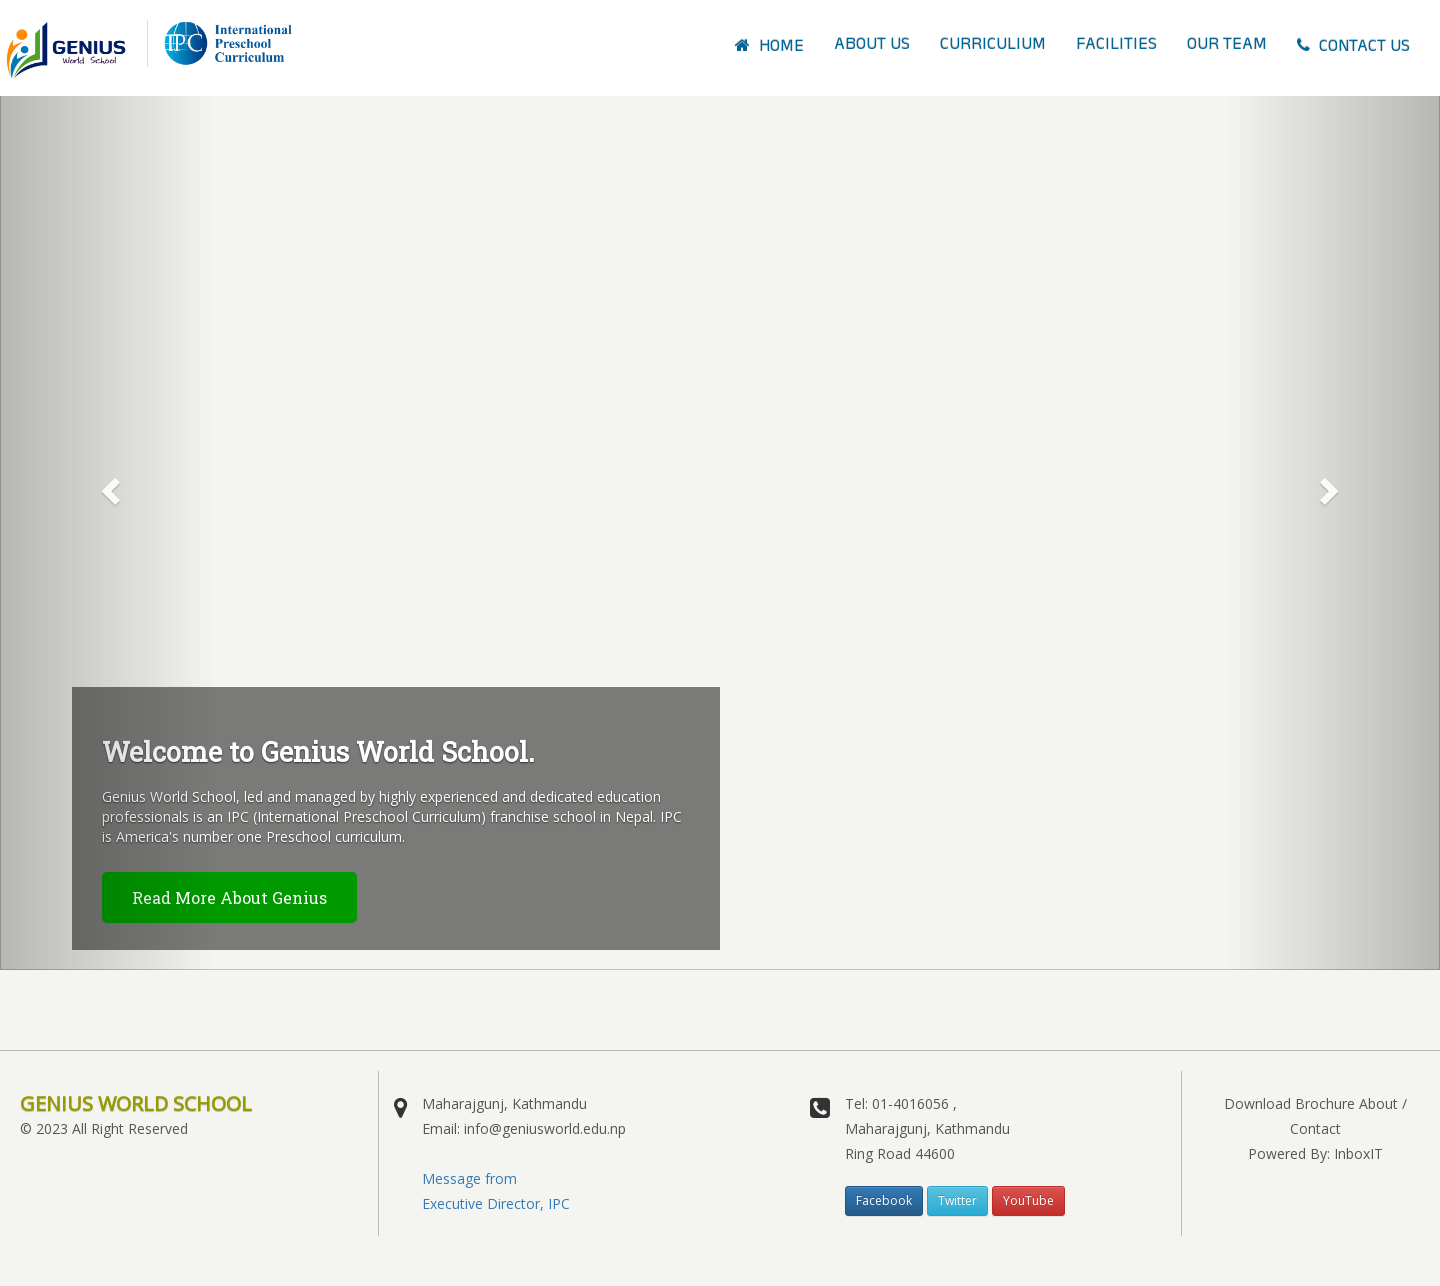 GENIUS
World School
International
Preschool
Curriculum
IPC
HOME
ABOUT US
CURRICULIUM
FACILITIES
OUR TEAM
CONTACT US
Welcome to Genius World School.
Genius World School, led and managed by highly experienced and dedicated education
professionals is an IPC (International Preschool Curriculum) franchise school in Nepal. IPC
is America's number one Preschool curriculum.
Read More About Genius
GENIUS WORLD SCHOOL
© 2023 All Right Reserved
Maharajgunj, Kathmandu
Email: info@geniusworld.edu.np
Message from
Executive Director, IPC
Tel: 01-4016056 ,
Maharajgunj, Kathmandu
Ring Road 44600
Facebook
Twitter
YouTube
Download Brochure About /
Contact
Powered By: InboxIT